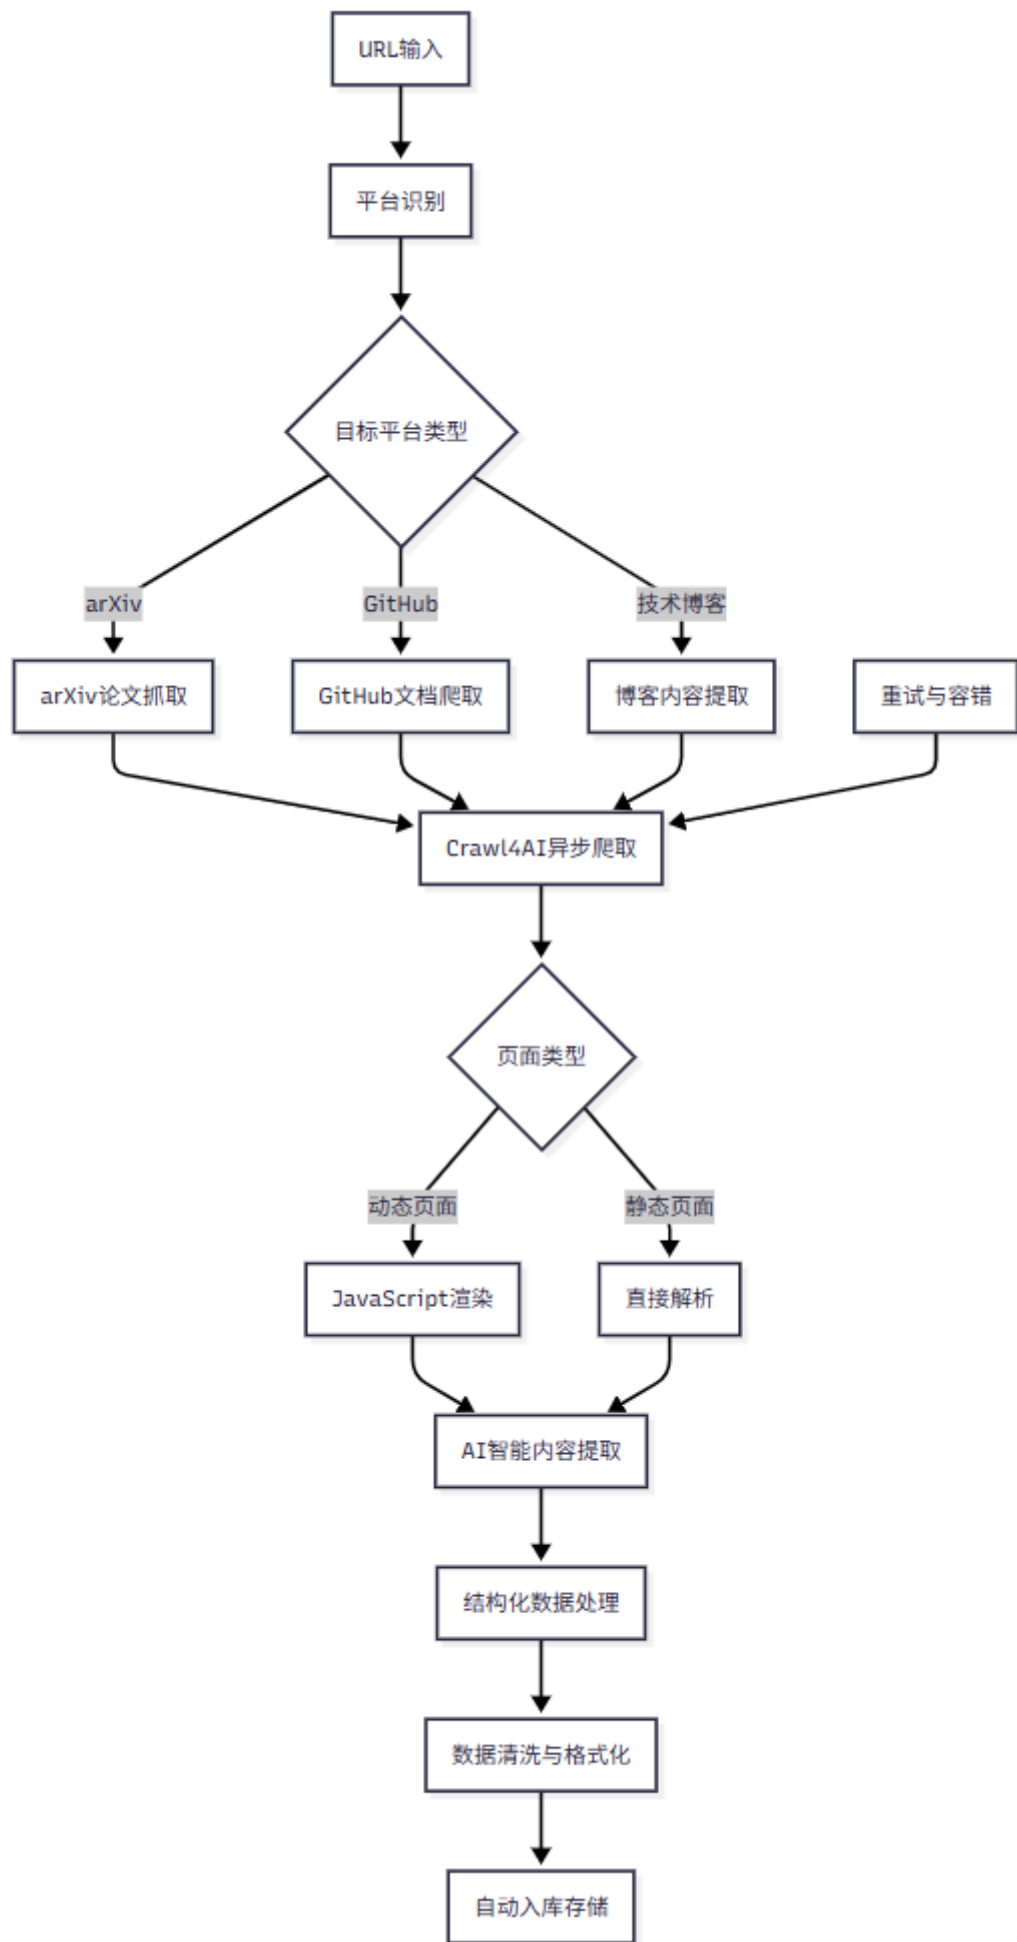 URL输入
平台识别
目标平台类型
arXiv
GitHub
技术博客
arXiv论文抓取
GitHub文档爬取
博客内容提取
重试与容错
Crawl4AI异步爬取
页面类型
动态页面
静态页面
JavaScript渲染
直接解析
AI智能内容提取
结构化数据处理
数据清洗与格式化
自动入库存储